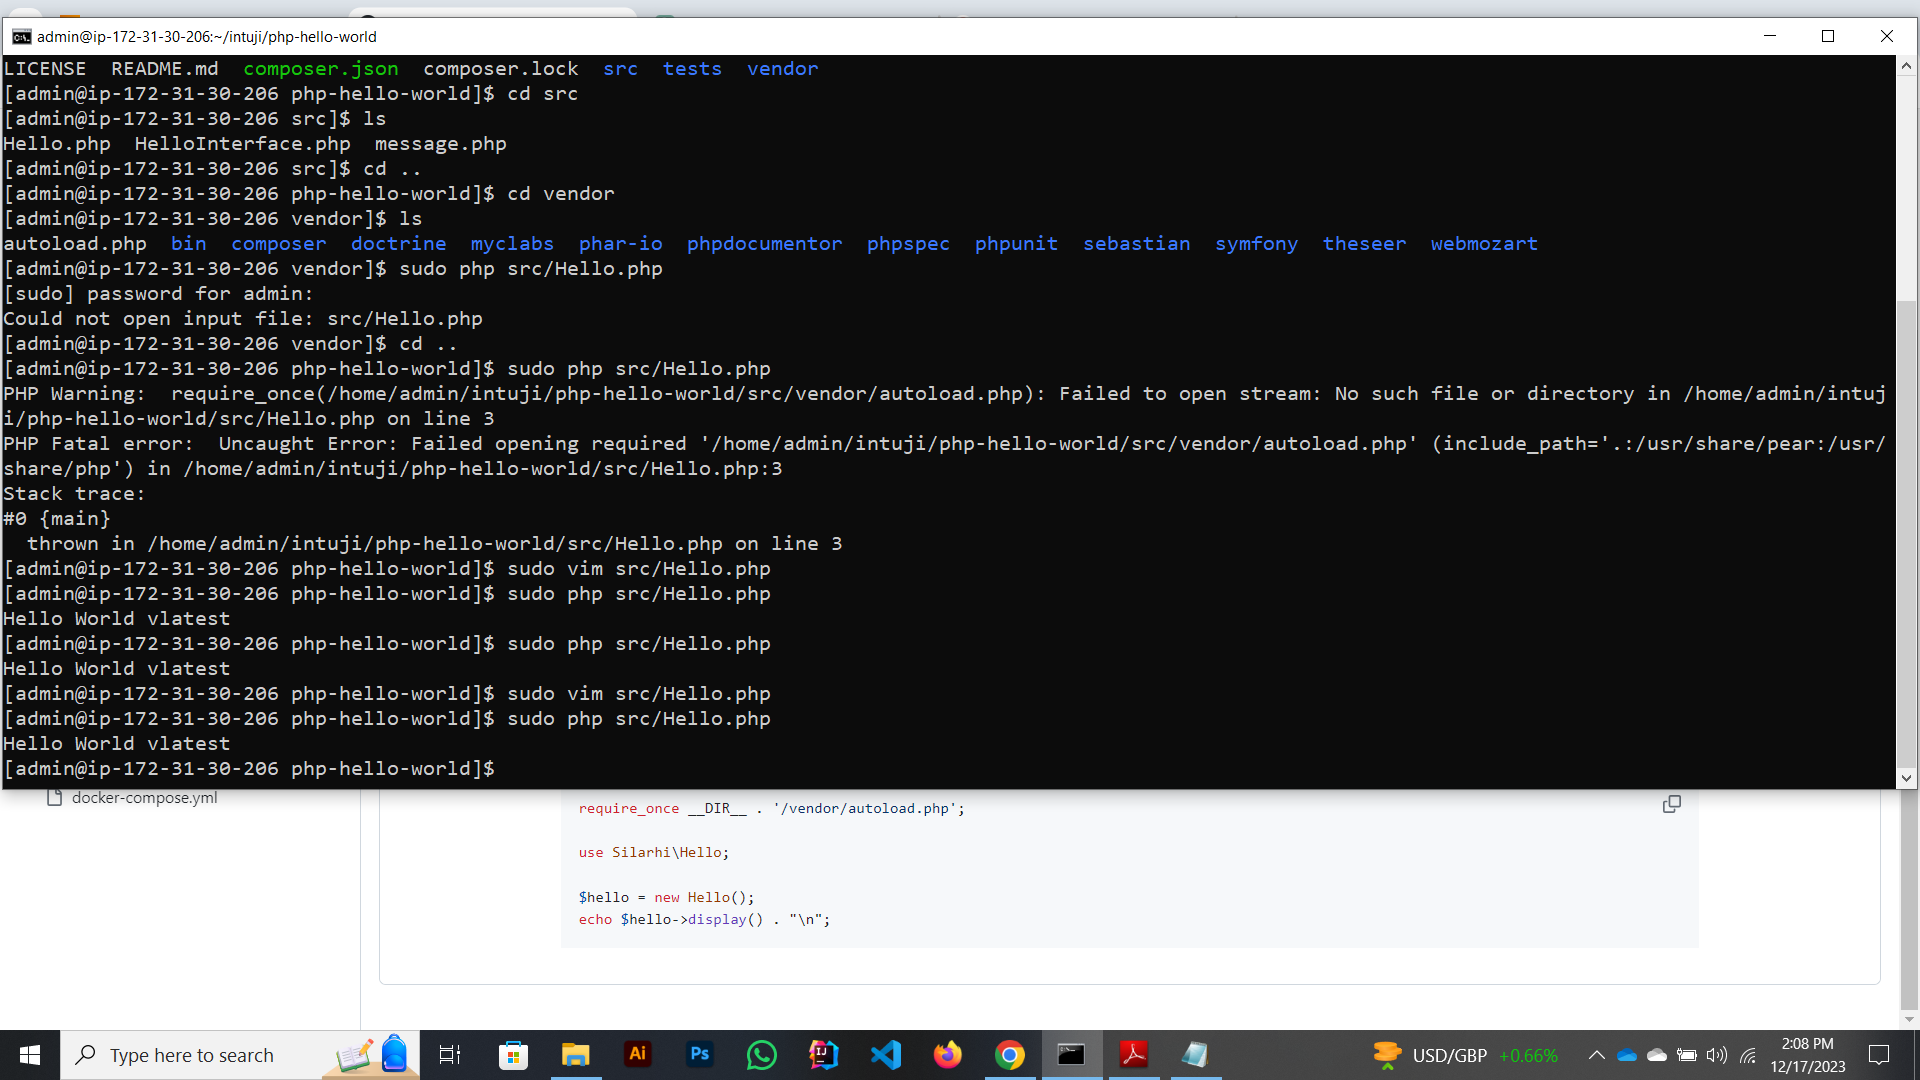 admin@ip-172-31-30-206:~/intuji/php-hello-world
LICENSE  README.md  composer.json  composer.lock  src  tests  vendor
[admin@ip-172-31-30-206 php-hello-world]$ cd src
[admin@ip-172-31-30-206 src]$ ls
Hello.php  HelloInterface.php  message.php
[admin@ip-172-31-30-206 src]$ cd ..
[admin@ip-172-31-30-206 php-hello-world]$ cd vendor
[admin@ip-172-31-30-206 vendor]$ ls
autoload.php  bin  composer  doctrine  myclabs  phar-io  phpdocumentor  phpspec  phpunit  sebastian  symfony  theseer  webmozart
[admin@ip-172-31-30-206 vendor]$ sudo php src/Hello.php
[sudo] password for admin:
Could not open input file: src/Hello.php
[admin@ip-172-31-30-206 vendor]$ cd ..
[admin@ip-172-31-30-206 php-hello-world]$ sudo php src/Hello.php
PHP Warning:  require_once(/home/admin/intuji/php-hello-world/src/vendor/autoload.php): Failed to open stream: No such file or directory in /home/admin/intuj
i/php-hello-world/src/Hello.php on line 3
PHP Fatal error:  Uncaught Error: Failed opening required '/home/admin/intuji/php-hello-world/src/vendor/autoload.php' (include_path='.:/usr/share/pear:/usr/
share/php') in /home/admin/intuji/php-hello-world/src/Hello.php:3
Stack trace:
#0 {main}
  thrown in /home/admin/intuji/php-hello-world/src/Hello.php on line 3
[admin@ip-172-31-30-206 php-hello-world]$ sudo vim src/Hello.php
[admin@ip-172-31-30-206 php-hello-world]$ sudo php src/Hello.php
Hello World vlatest
[admin@ip-172-31-30-206 php-hello-world]$ sudo php src/Hello.php
Hello World vlatest
[admin@ip-172-31-30-206 php-hello-world]$ sudo vim src/Hello.php
[admin@ip-172-31-30-206 php-hello-world]$ sudo php src/Hello.php
Hello World vlatest
[admin@ip-172-31-30-206 php-hello-world]$
docker-compose.yml
require_once __DIR__ . '/vendor/autoload.php';
use Silarhi\Hello;
$hello = new Hello();
echo $hello->display() . "\n";
Type here to search
Ai
Ps
IJ
USD/GBP +0.66%
2:08 PM
12/17/2023